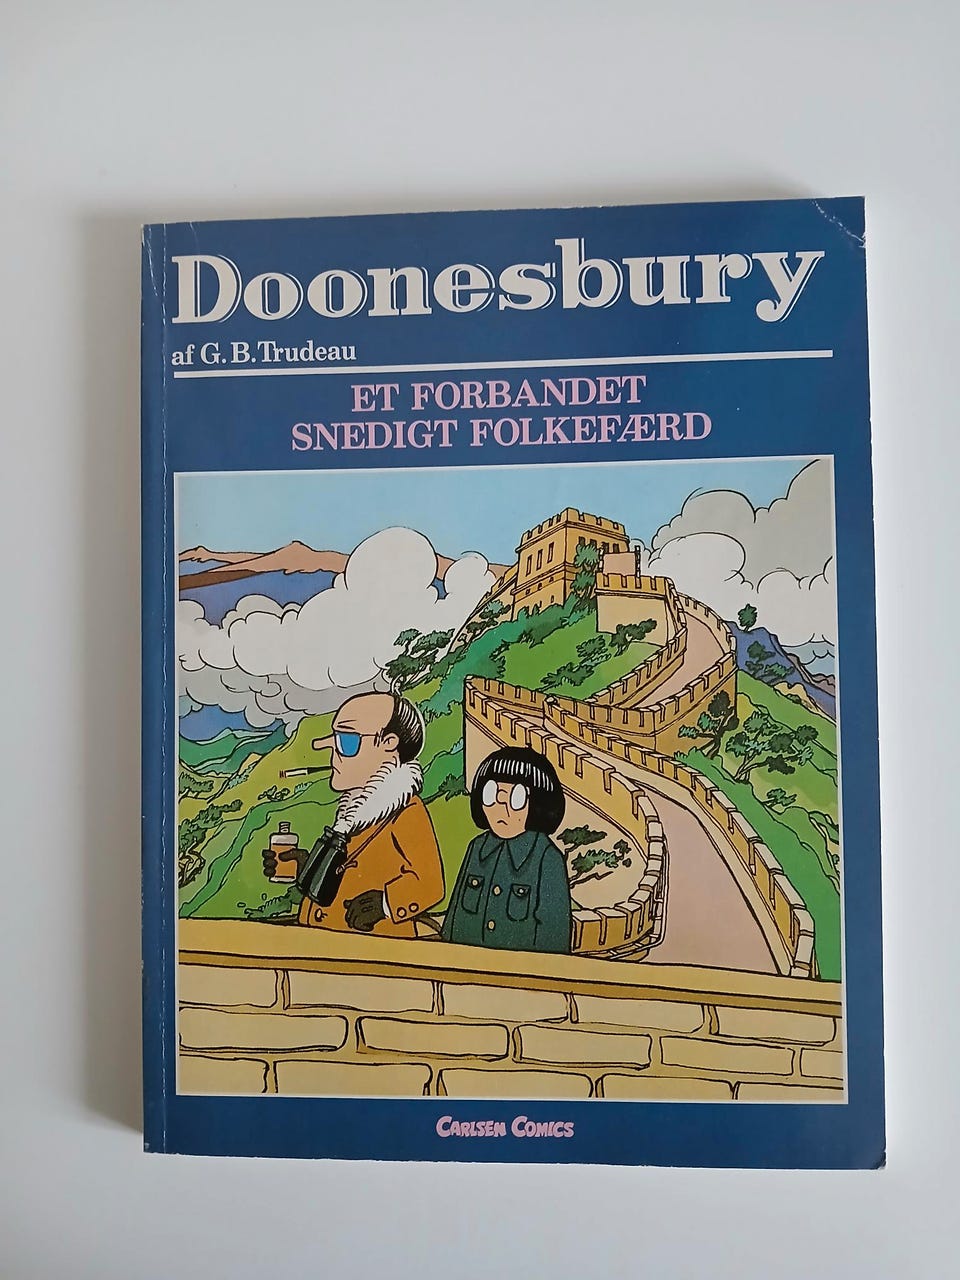 Doonesbury
af G. B. Trudeau
ET FORBANDET
SNEDIGT FOLKEFÆRD
CARLSEN COMICS